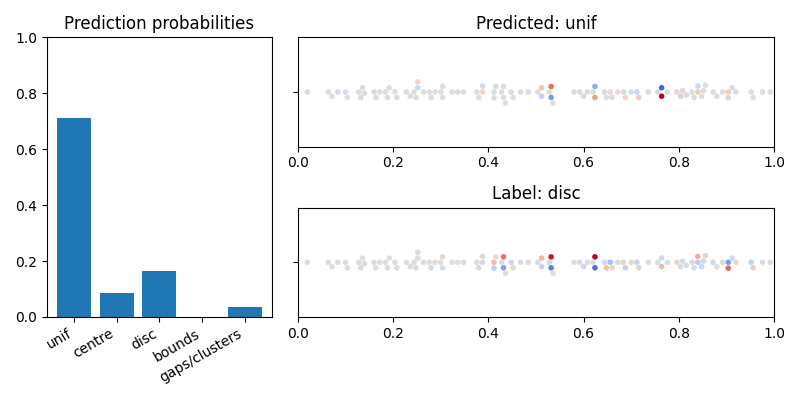 Prediction probabilities
1.0
0.8
0.6
0.4
0.2
0.0
unif
centre
disc
bounds
gaps/clusters
Predicted: unif
0.0 0.2 0.4 0.6 0.8 1.0
Label: disc
0.0 0.2 0.4 0.6 0.8 1.0